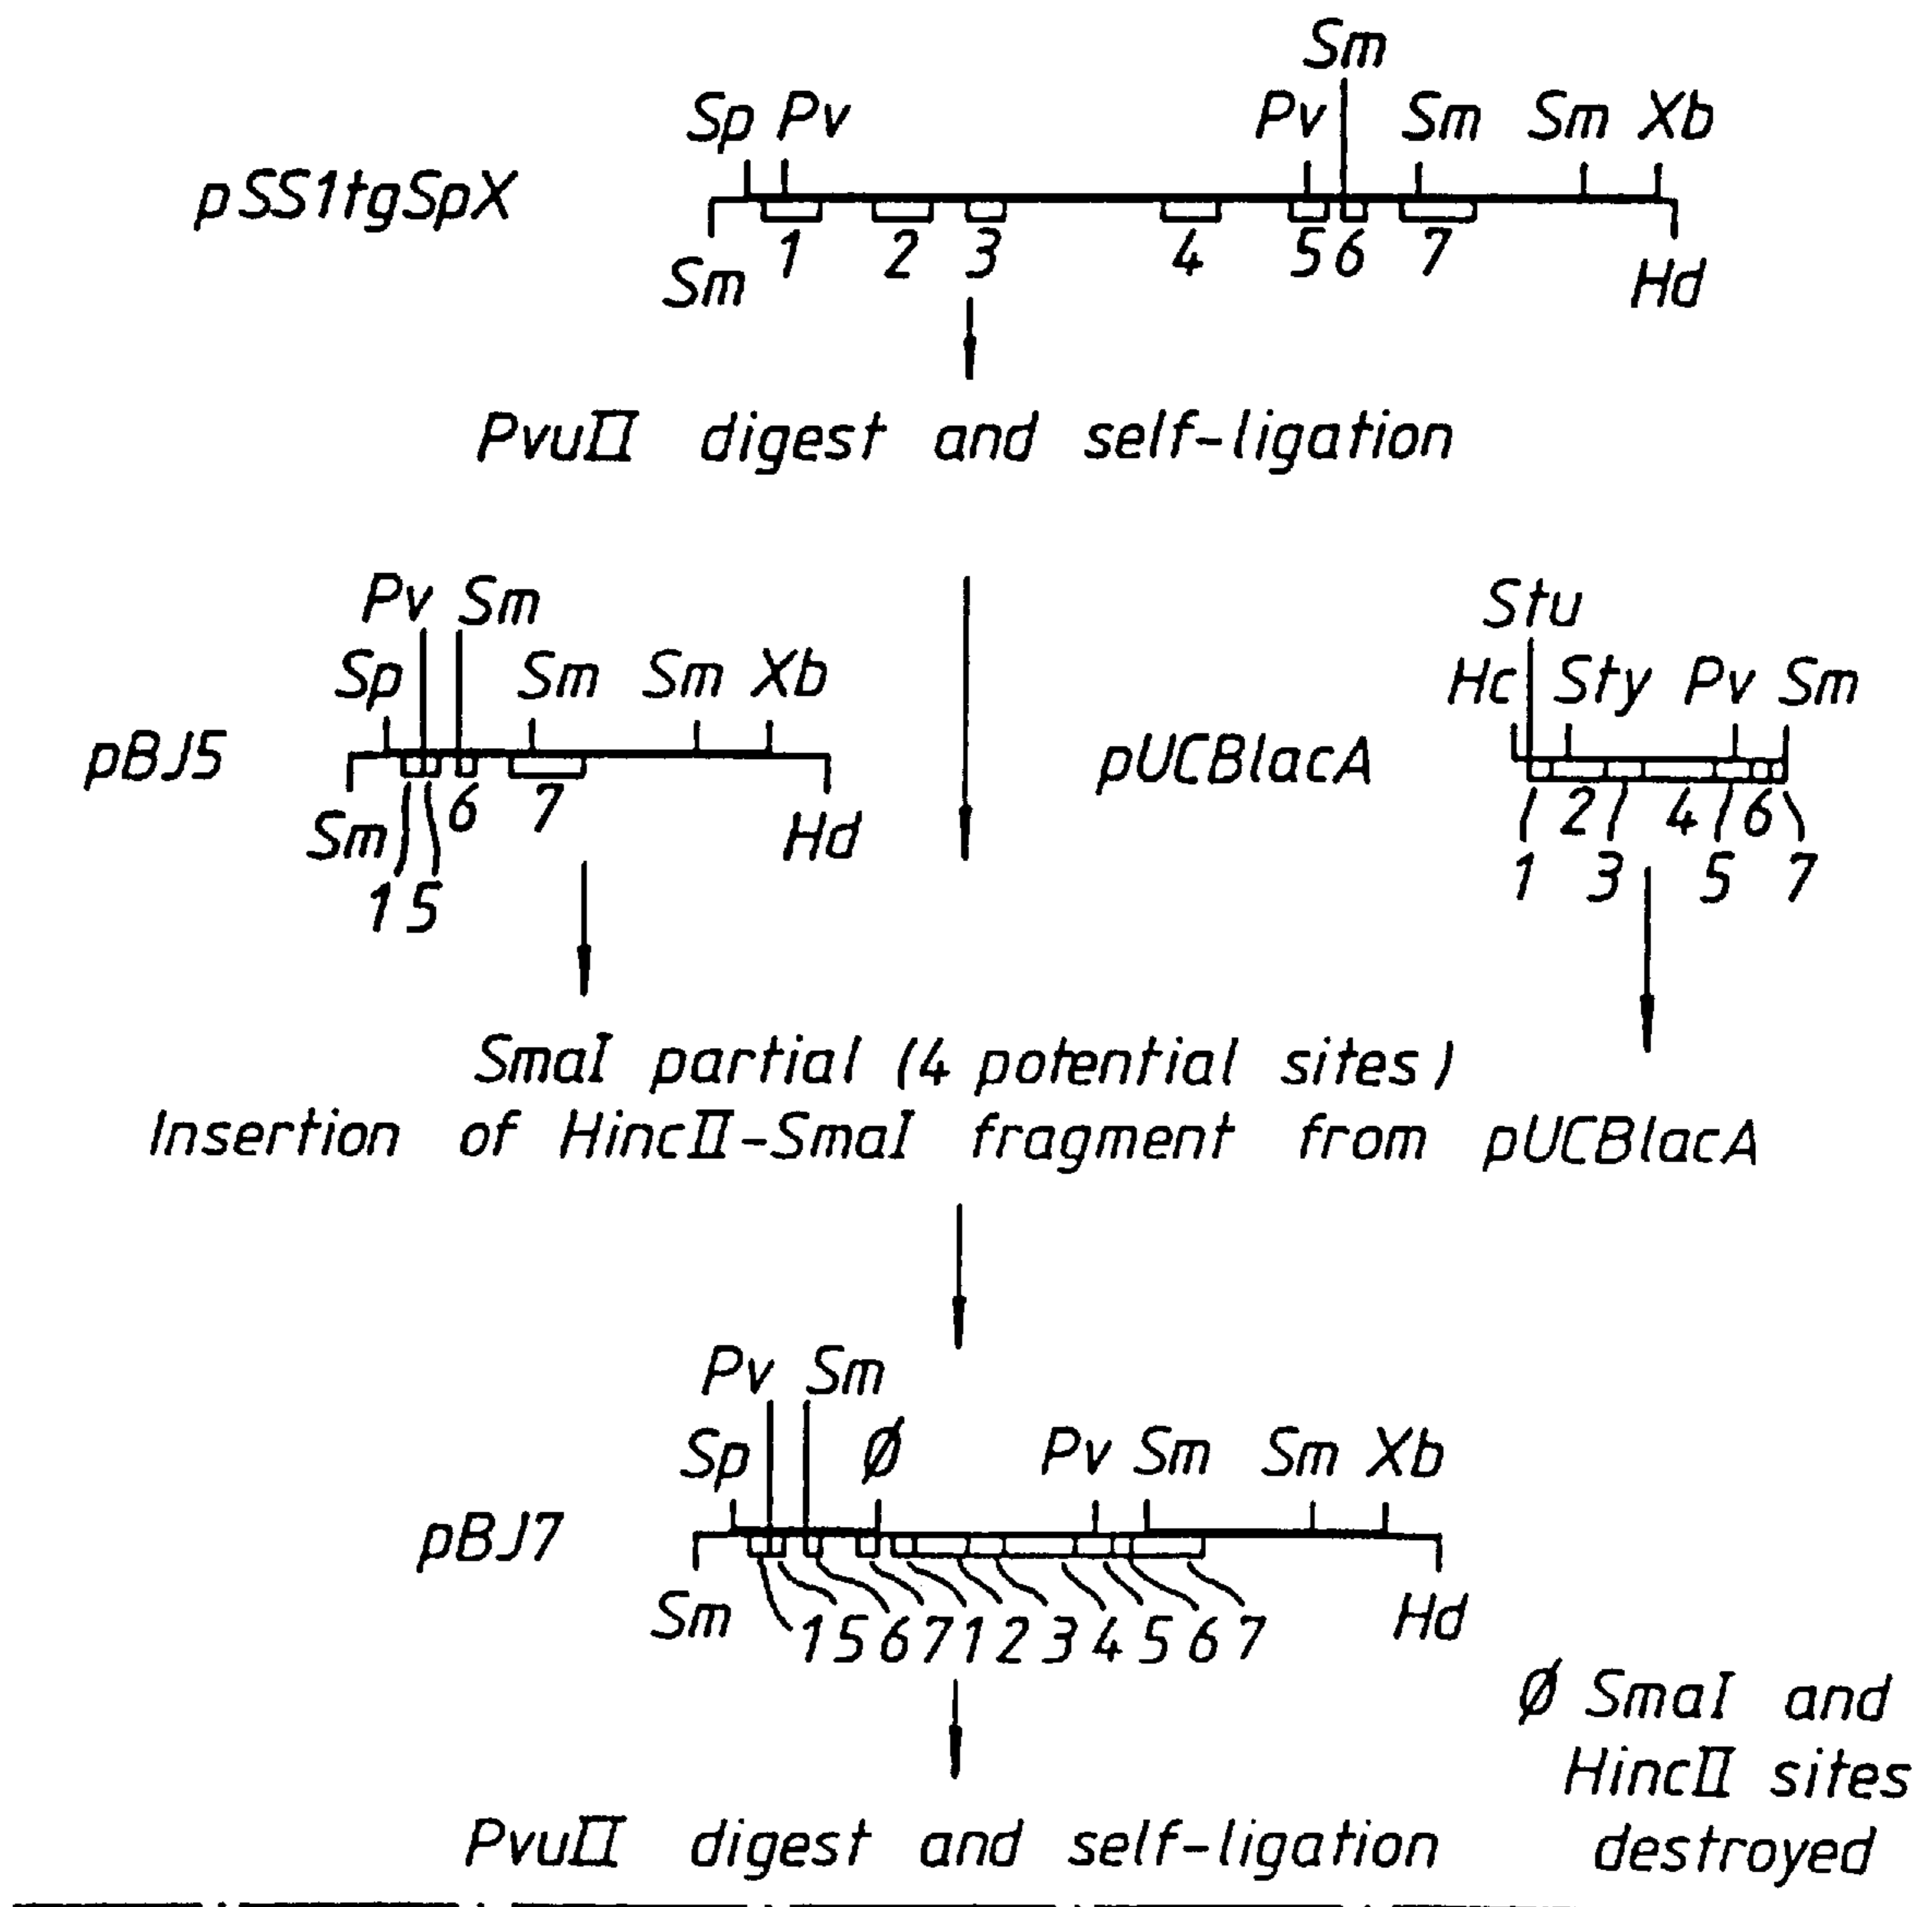 Sm
Sp Pv Pv Sm Sm Xb
pSS1tgSpX
1 2 3 4 5 6 7
Sm Hd
PvuII digest and self-ligation
Pv Sm
Sp Sm Sm Xb
pBJ5
6 7
Sm Hd
1 5
Stu
Hc Sty Pv Sm
pUCBlacA
2 4 6
1 3 5 7
SmaI partial (4 potential sites)
Insertion of HincII-SmaI fragment from pUCBlacA
Pv Sm
Sp Ø Pv Sm Sm Xb
pBJ7
Sm Hd
1 5 6 7 1 2 3 4 5 6 7
Ø SmaI and
HincII sites
destroyed
PvuII digest and self-ligation